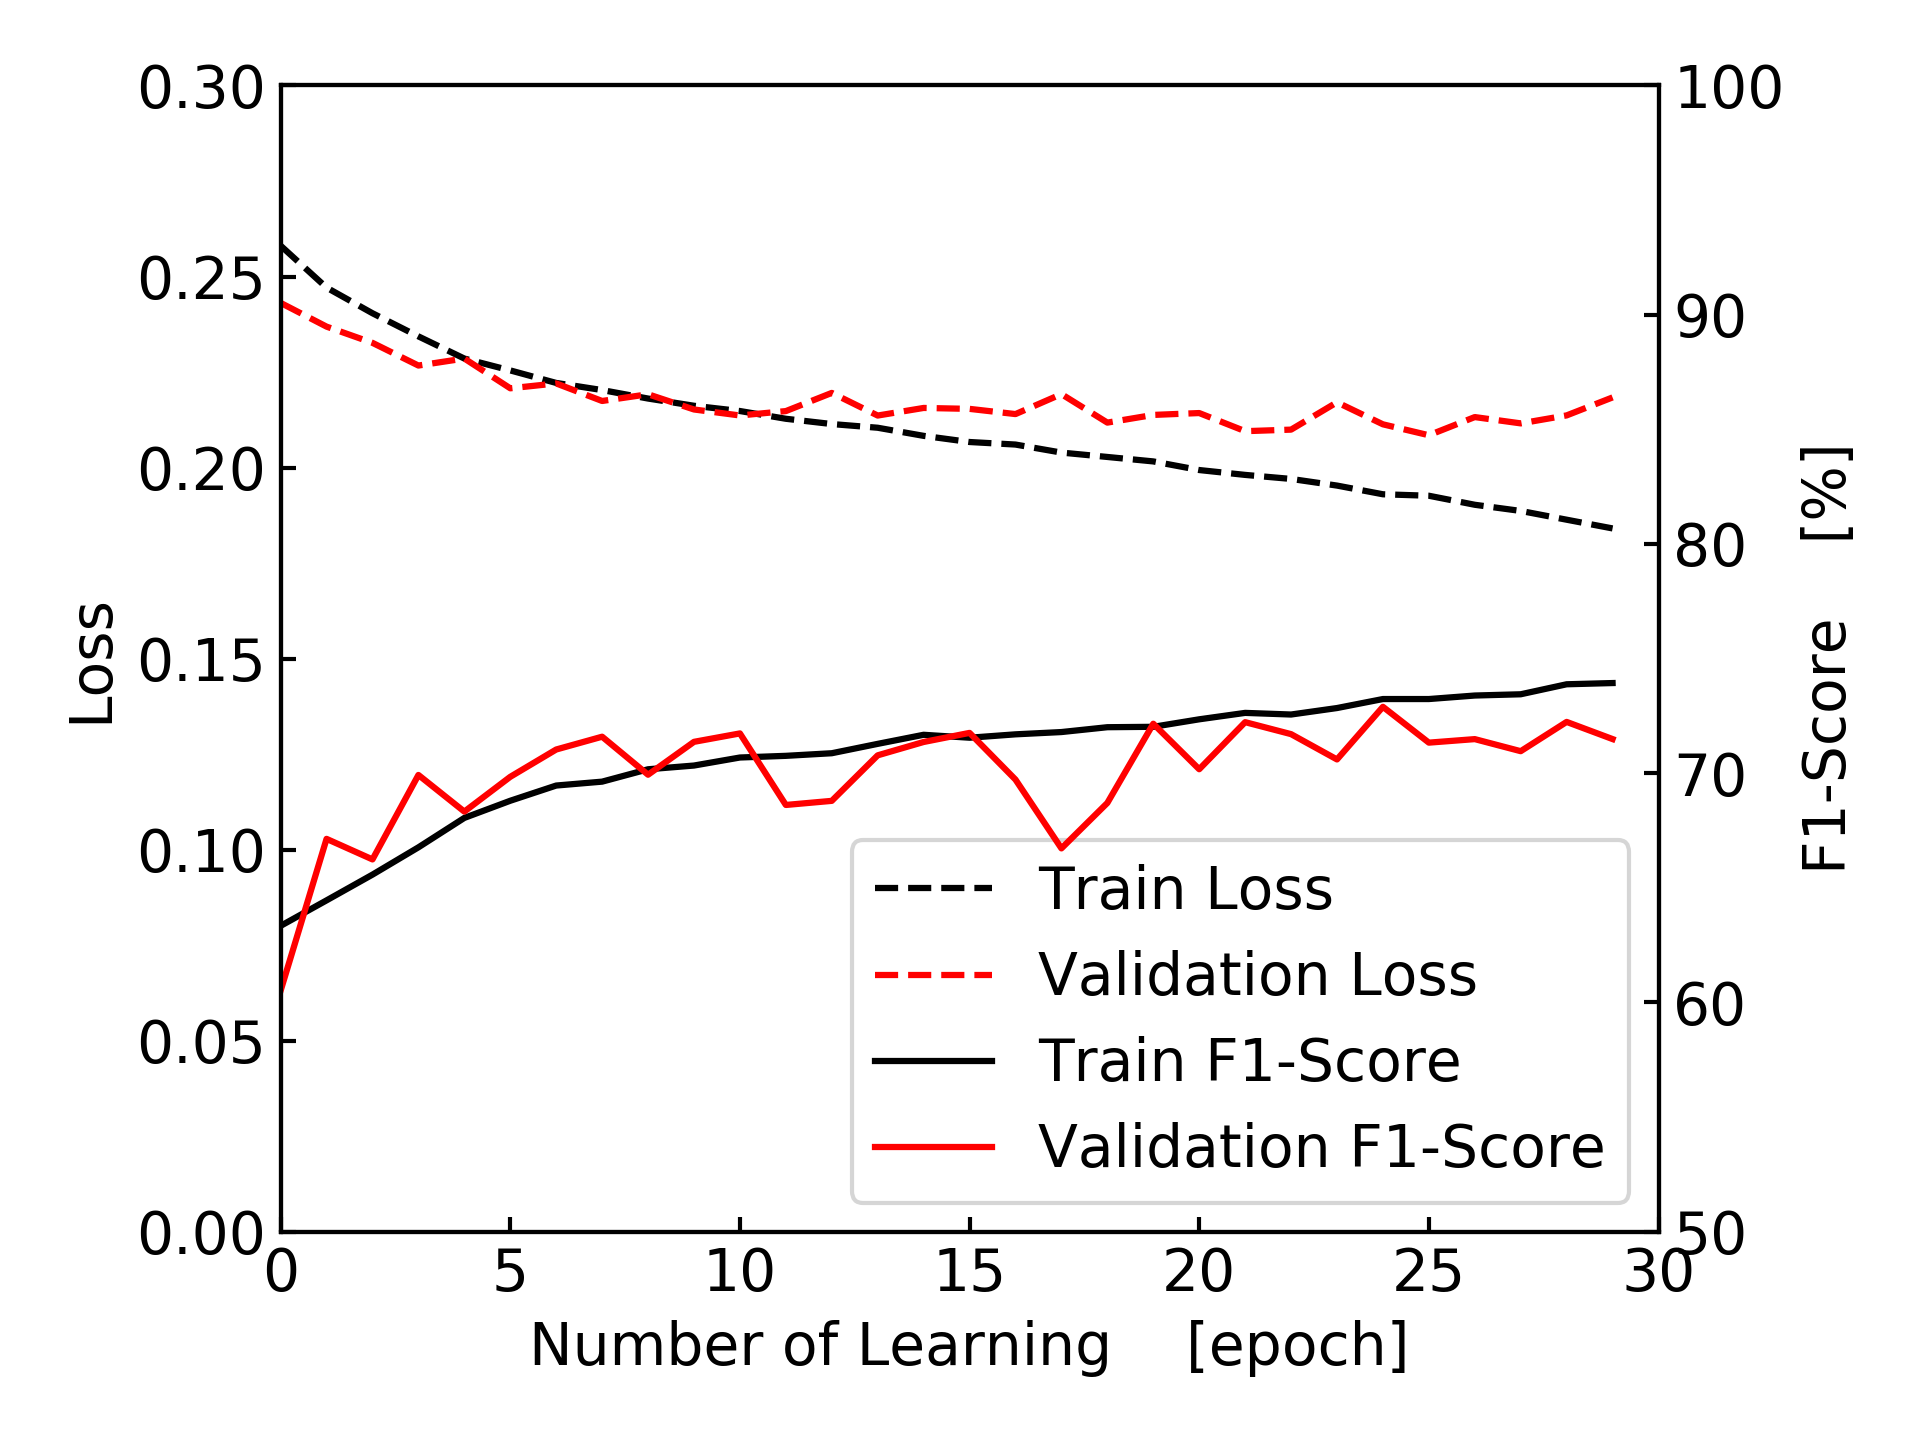 0.30
0.25
0.20
0.15
0.10
0.05
0.00
Loss
100
90
80
70
60
50
F1-Score [%]
Train Loss
Validation Loss
Train F1-Score
Validation F1-Score
0 5 10 15 20 25 30
Number of Learning [epoch]